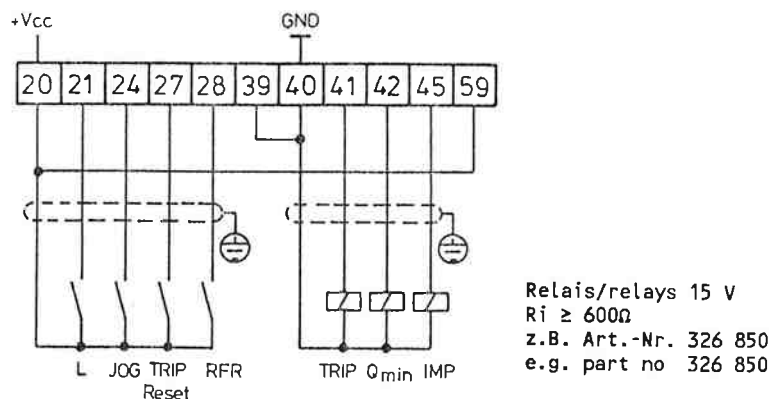 +Vcc GND
20 21 24 27 28 39 40 41 42 45 59
L JOG TRIP RFR TRIP Qmin IMP
Reset
Relais/relays 15 V
Ri ≥ 600Ω
z.B. Art.-Nr. 326 850
e.g. part no 326 850